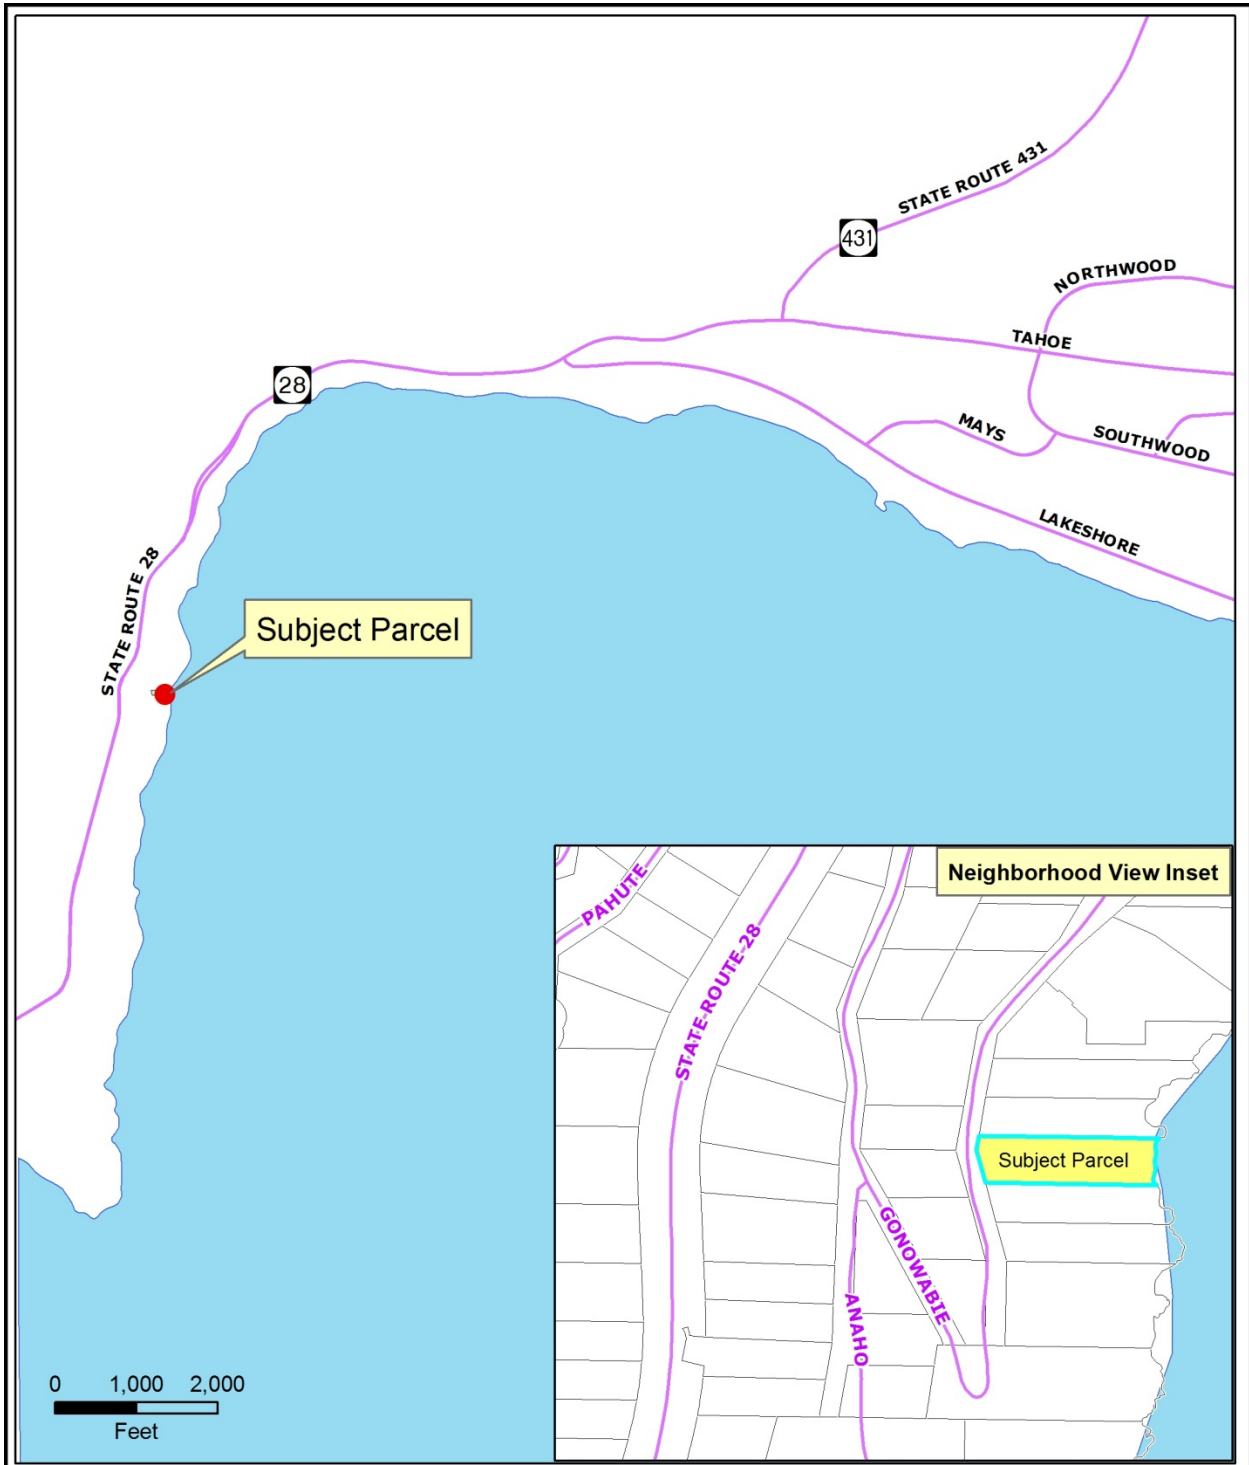 STATE ROUTE 431
431
NORTHWOOD
TAHOE
28
MAYS
SOUTHWOOD
LAKESHORE
STATE ROUTE 28
Subject Parcel
Neighborhood View Inset
PAHUTE
STATE ROUTE 28
Subject Parcel
GONOWABIE
ANAHO
0 1,000 2,000
Feet